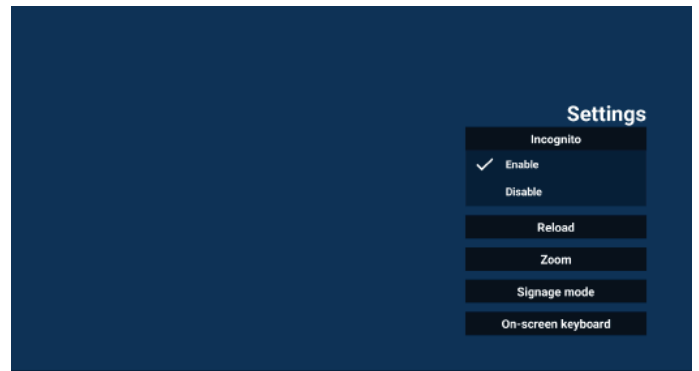 Settings
Incognito
Enable
Disable
Reload
Zoom
Signage mode
On-screen keyboard